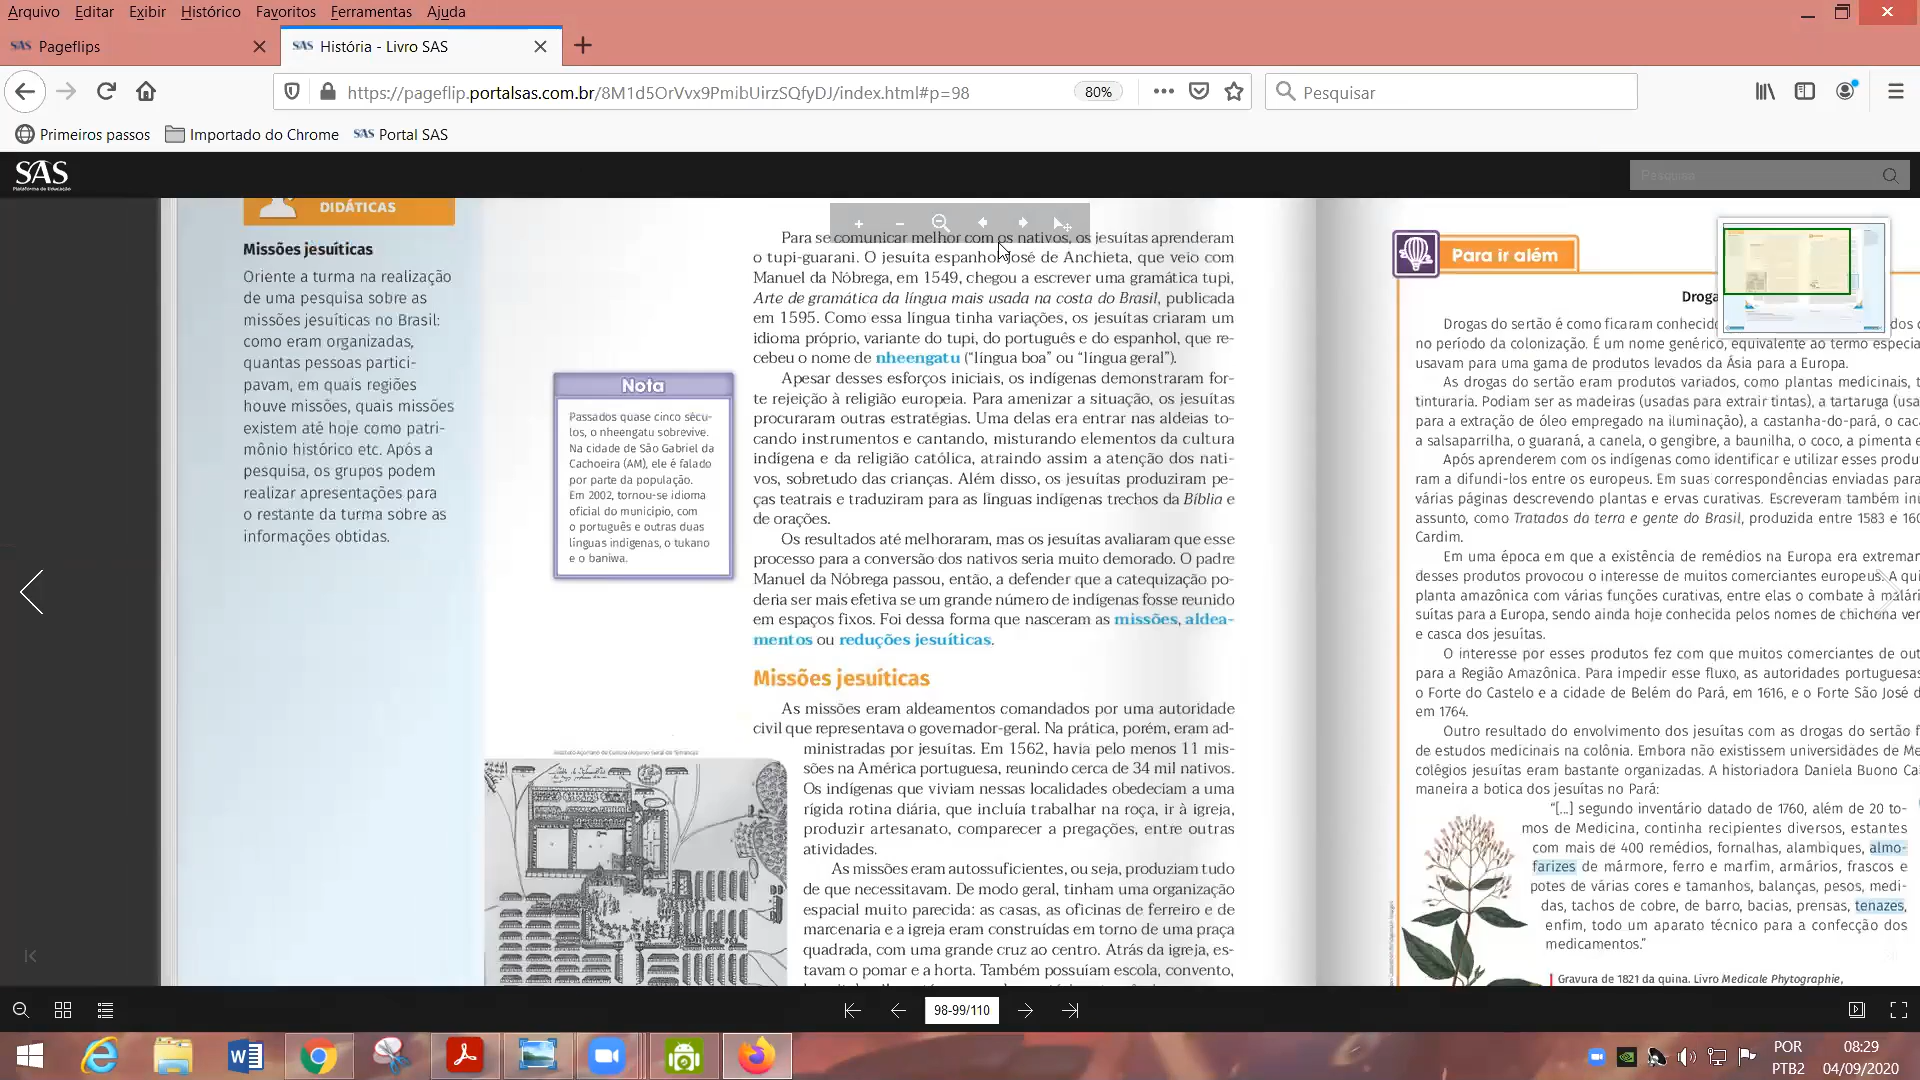 Arquivo Editar Exibir Histórico Favoritos Ferramentas Ajuda
SAS Pageflips
SAS História - Livro SAS
https://pageflip.portalsas.com.br/8M1d5OrVvx9PmibUirzSQfyDJ/index.html#p=98
80%
Pesquisar
Primeiros passos
Importado do Chrome
SAS Portal SAS
SAS
Plataforma de Educação
Pesquisa
DIDÁTICAS
Missões jesuíticas
Oriente a turma na realização
de uma pesquisa sobre as
missões jesuíticas no Brasil:
como eram organizadas,
quantas pessoas partici-
pavam, em quais regiões
houve missões, quais missões
existem até hoje como patri-
mônio histórico etc. Após a
pesquisa, os grupos podem
realizar apresentações para
o restante da turma sobre as
informações obtidas.
Nota
Passados quase cinco sécu-
los, o nheengatu sobrevive.
Na cidade de São Gabriel da
Cachoeira (AM), ele é falado
por parte da população.
Em 2002, tornou-se idioma
oficial do município, com
o português e outras duas
línguas indígenas, o tukano
e o baniwa.
Para se comunicar melhor com os nativos, os jesuítas aprenderam
o tupi-guarani. O jesuíta espanhol José de Anchieta, que veio com
Manuel da Nóbrega, em 1549, chegou a escrever uma gramática tupi,
Arte de gramática da língua mais usada na costa do Brasil, publicada
em 1595. Como essa língua tinha variações, os jesuítas criaram um
idioma próprio, variante do tupi, do português e do espanhol, que re-
cebeu o nome de nheengatu (“língua boa” ou “língua geral”).
Apesar desses esforços iniciais, os indígenas demonstraram for-
te rejeição à religião europeia. Para amenizar a situação, os jesuítas
procuraram outras estratégias. Uma delas era entrar nas aldeias to-
cando instrumentos e cantando, misturando elementos da cultura
indígena e da religião católica, atraindo assim a atenção dos nati-
vos, sobretudo das crianças. Além disso, os jesuítas produziram pe-
ças teatrais e traduziram para as línguas indígenas trechos da Bíblia e
de orações.
Os resultados até melhoraram, mas os jesuítas avaliaram que esse
processo para a conversão dos nativos seria muito demorado. O padre
Manuel da Nóbrega passou, então, a defender que a catequização po-
deria ser mais efetiva se um grande número de indígenas fosse reunido
em espaços fixos. Foi dessa forma que nasceram as missões, aldea-
mentos ou reduções jesuíticas.
Missões jesuíticas
As missões eram aldeamentos comandados por uma autoridade
civil que representava o governador-geral. Na prática, porém, eram ad-
ministradas por jesuítas. Em 1562, havia pelo menos 11 mis-
sões na América portuguesa, reunindo cerca de 34 mil nativos.
Os indígenas que viviam nessas localidades obedeciam a uma
rígida rotina diária, que incluía trabalhar na roça, ir à igreja,
produzir artesanato, comparecer a pregações, entre outras
atividades.
As missões eram autossuficientes, ou seja, produziam tudo
de que necessitavam. De modo geral, tinham uma organização
espacial muito parecida: as casas, as oficinas de ferreiro e de
marcenaria e a igreja eram construídas em torno de uma praça
quadrada, com uma grande cruz ao centro. Atrás da igreja, es-
tavam o pomar e a horta. Também possuíam escola, convento,
Para ir além
Droga
Drogas do sertão é como ficaram conhecido
no período da colonização. É um nome genérico, equivalente ao termo especia
usavam para uma gama de produtos levados da Ásia para a Europa.
As drogas do sertão eram produtos variados, como plantas medicinais, t
tinturaria. Podiam ser as madeiras (usadas para extrair tintas), a tartaruga (usa
para a extração de óleo empregado na iluminação), a castanha-do-pará, o cac
a salsaparrilha, o guaraná, a canela, o gengibre, a baunilha, o coco, a pimenta e
Após aprenderem com os indígenas como identificar e utilizar esses produ
ram a difundi-los entre os europeus. Em suas correspondências enviadas para
várias páginas descrevendo plantas e ervas curativas. Escreveram também inu
assunto, como Tratados da terra e gente do Brasil, produzida entre 1583 e 160
Cardim.
Em uma época em que a existência de remédios na Europa era extremar
desses produtos provocou o interesse de muitos comerciantes europeus. A qui
planta amazônica com várias funções curativas, entre elas o combate à malári
suítas para a Europa, sendo ainda hoje conhecida pelos nomes de chichona ver
e casca dos jesuítas.
O interesse por esses produtos fez com que muitos comerciantes de out
para a Região Amazônica. Para impedir esse fluxo, as autoridades portuguesas
o Forte do Castelo e a cidade de Belém do Pará, em 1616, e o Forte São José d
em 1764.
Outro resultado do envolvimento dos jesuítas com as drogas do sertão f
de estudos medicinais na colônia. Embora não existissem universidades de Me
colégios jesuítas eram bastante organizadas. A historiadora Daniela Buono Cal
maneira a botica dos jesuítas no Pará:
“[...] segundo inventário datado de 1760, além de 20 to-
mos de Medicina, continha recipientes diversos, estantes
com mais de 400 remédios, fornalhas, alambiques, almo-
farizes de mármore, ferro e marfim, armários, frascos e
potes de várias cores e tamanhos, balanças, pesos, medi-
das, tachos de cobre, de barro, bacias, prensas, tenazes,
enfim, todo um aparato técnico para a confecção dos
medicamentos.”
Gravura de 1821 da quina. Livro Medicale Phytographie,
98-99/110
POR
PTB2
08:29
04/09/2020